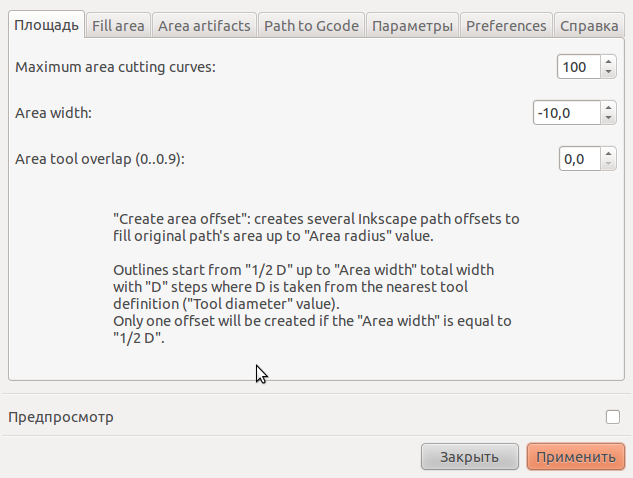 Площадь Fill area Area artifacts Path to Gcode Параметры Preferences Справка
Maximum area cutting curves: 100
Area width: -10,0
Area tool overlap (0..0.9): 0,0
"Create area offset": creates several Inkscape path offsets to
fill original path's area up to "Area radius" value.
Outlines start from "1/2 D" up to "Area width" total width
with "D" steps where D is taken from the nearest tool
definition ("Tool diameter" value).
Only one offset will be created if the "Area width" is equal to
"1/2 D".
Предпросмотр
Закрыть Применить